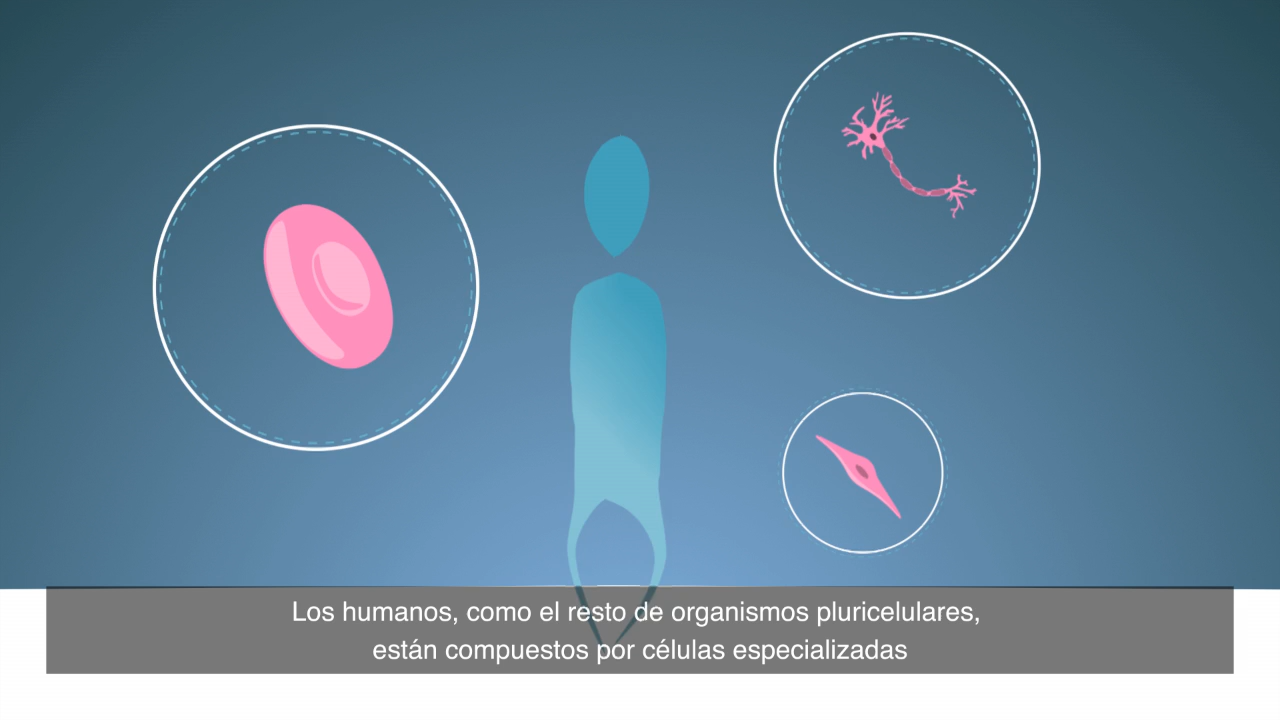 Los humanos, como el resto de organismos pluricelulares,
están compuestos por células especializadas